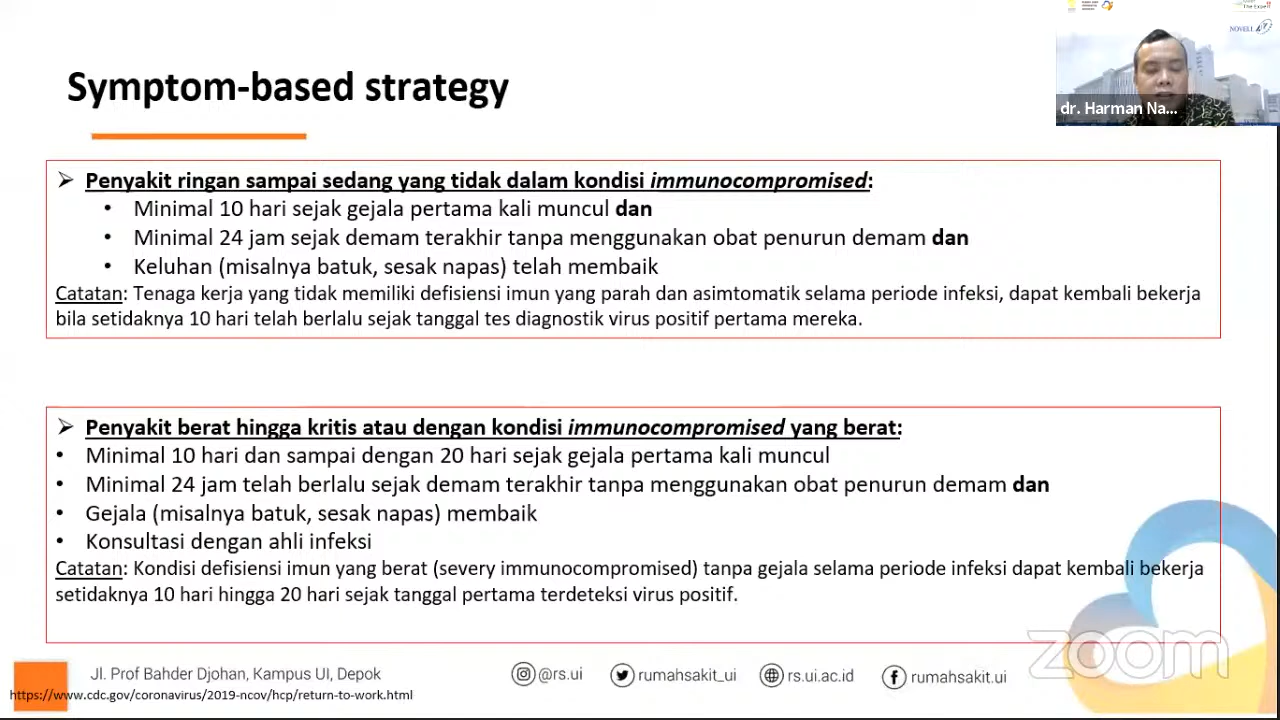 The Expert
NOVELL
dr. Harman Na...
Symptom-based strategy
➢ Penyakit ringan sampai sedang yang tidak dalam kondisi immunocompromised:
• Minimal 10 hari sejak gejala pertama kali muncul dan
• Minimal 24 jam sejak demam terakhir tanpa menggunakan obat penurun demam dan
• Keluhan (misalnya batuk, sesak napas) telah membaik
Catatan: Tenaga kerja yang tidak memiliki defisiensi imun yang parah dan asimtomatik selama periode infeksi, dapat kembali bekerja
bila setidaknya 10 hari telah berlalu sejak tanggal tes diagnostik virus positif pertama mereka.
➢ Penyakit berat hingga kritis atau dengan kondisi immunocompromised yang berat:
• Minimal 10 hari dan sampai dengan 20 hari sejak gejala pertama kali muncul
• Minimal 24 jam telah berlalu sejak demam terakhir tanpa menggunakan obat penurun demam dan
• Gejala (misalnya batuk, sesak napas) membaik
• Konsultasi dengan ahli infeksi
Catatan: Kondisi defisiensi imun yang berat (severy immunocompromised) tanpa gejala selama periode infeksi dapat kembali bekerja
setidaknya 10 hari hingga 20 hari sejak tanggal pertama terdeteksi virus positif.
zoom
Jl. Prof Bahder Djohan, Kampus UI, Depok
@rs.ui
rumahsakit_ui
rs.ui.ac.id
rumahsakit.ui
https://www.cdc.gov/coronavirus/2019-ncov/hcp/return-to-work.html